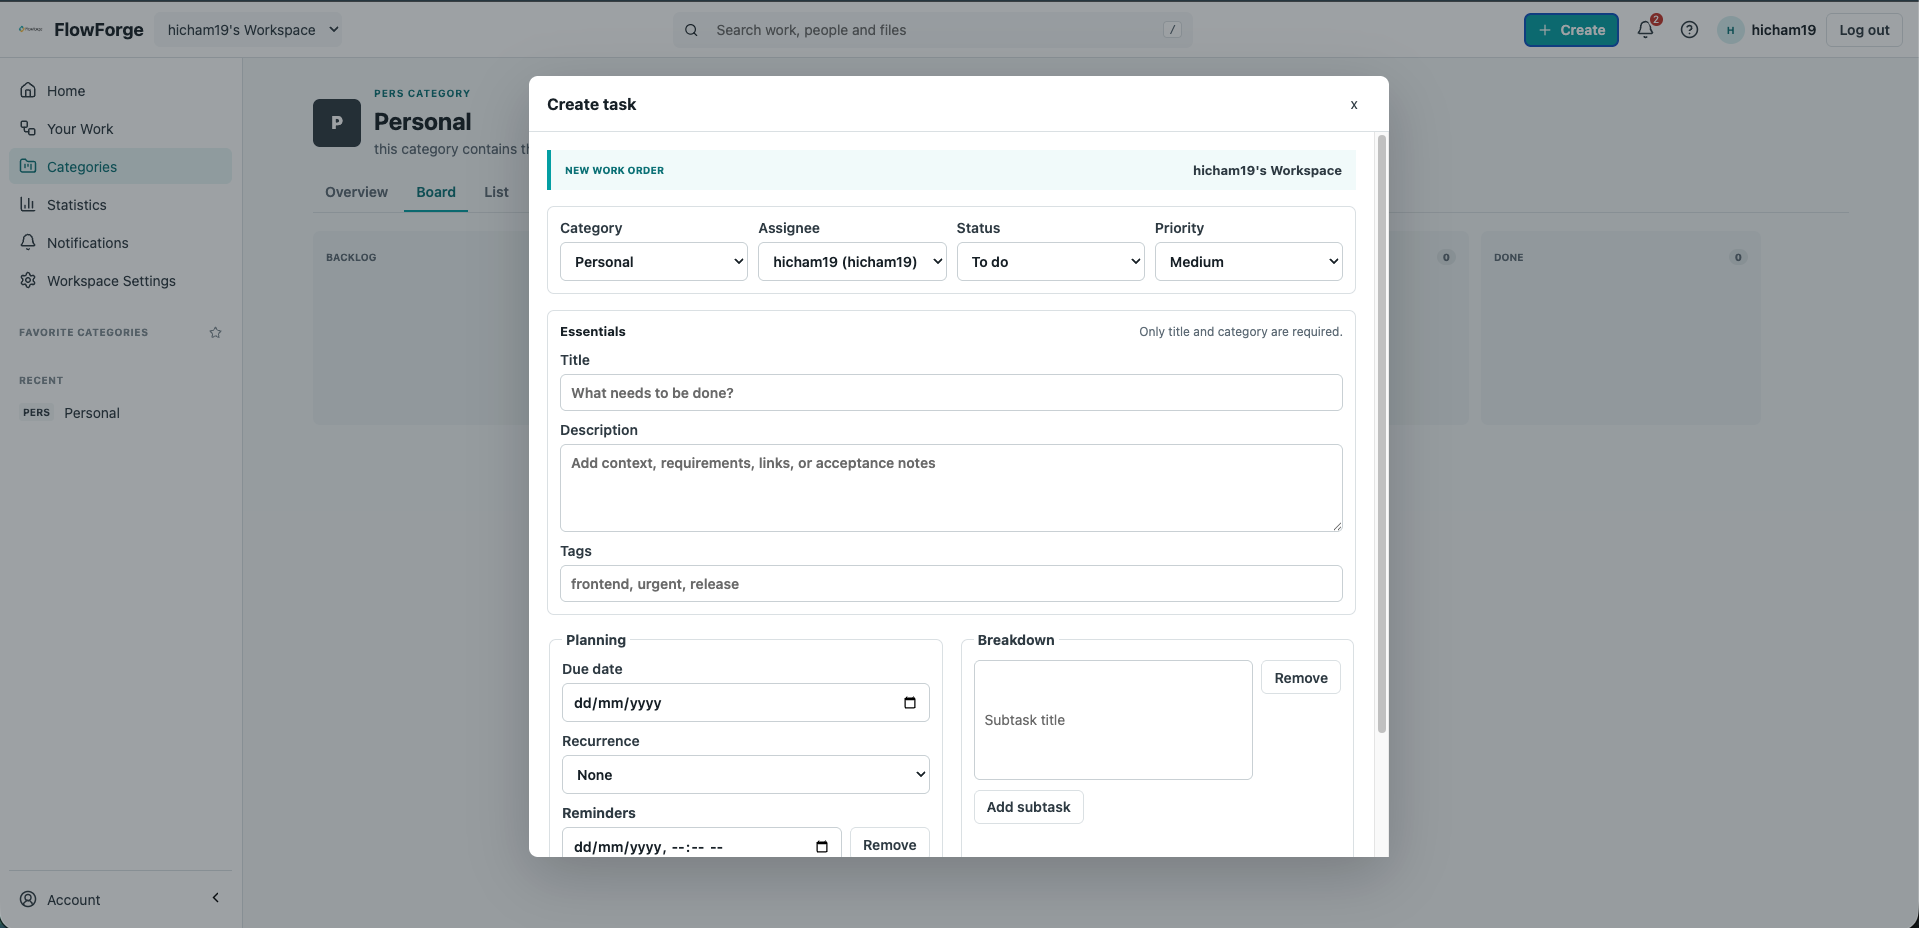 FlowForge
hicham19's Workspace
Search work, people and files
/
+ Create
2
H
hicham19
Log out
Home
Your Work
Categories
Statistics
Notifications
Workspace Settings
FAVORITE CATEGORIES
RECENT
PERS Personal
Account
P
PERS CATEGORY
Personal
this category contains
Overview
Board
List
BACKLOG
0
DONE
0
Create task
x
NEW WORK ORDER
hicham19's Workspace
Category
Assignee
Status
Priority
Personal
hicham19 (hicham19)
To do
Medium
Essentials
Only title and category are required.
Title
What needs to be done?
Description
Add context, requirements, links, or acceptance notes
Tags
frontend, urgent, release
Planning
Due date
dd/mm/yyyy
Recurrence
None
Reminders
dd/mm/yyyy, --:-- --
Remove
Breakdown
Subtask title
Remove
Add subtask